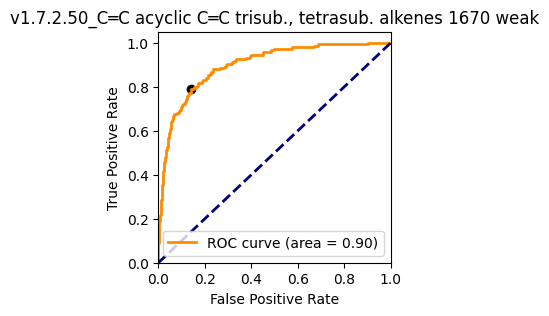 v1.7.2.50_C═C acyclic C═C trisub., tetrasub. alkenes 1670 weak
True Positive Rate
1.0
0.8
0.6
0.4
0.2
0.0
ROC curve (area = 0.90)
0.0 0.2 0.4 0.6 0.8 1.0
False Positive Rate